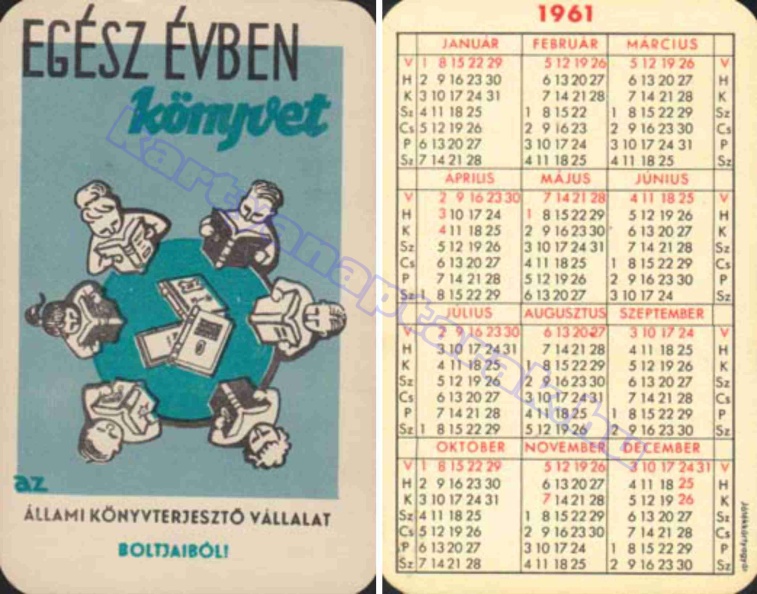 EGÉSZ ÉVBEN
könyvet
az
ÁLLAMI KÖNYVTERJESZTŐ VÁLLALAT
BOLTJAIBÓL!
kartyanaptarak.hu
1961
JANUÁR FEBRUÁR MÁRCIUS
V 1 8 15 22 29 5 12 19 26 5 12 19 26 V
H 2 9 16 23 30 6 13 20 27 6 13 20 27 H
K 3 10 17 24 31 7 14 21 28 7 14 21 28 K
Sz 4 11 18 25 1 8 15 22 1 8 15 22 29 Sz
Cs 5 12 19 26 2 9 16 23 2 9 16 23 30 Cs
P 6 13 20 27 3 10 17 24 3 10 17 24 31 P
Sz 7 14 21 28 4 11 18 25 4 11 18 25 Sz
ÁPRILIS MÁJUS JÚNIUS
V 2 9 16 23 30 7 14 21 28 4 11 18 25 V
H 3 10 17 24 1 8 15 22 29 5 12 19 26 H
K 4 11 18 25 2 9 16 23 30 6 13 20 27 K
Sz 5 12 19 26 3 10 17 24 31 7 14 21 28 Sz
Cs 6 13 20 27 4 11 18 25 1 8 15 22 29 Cs
P 7 14 21 28 5 12 19 26 2 9 16 23 30 P
Sz 1 8 15 22 29 6 13 20 27 3 10 17 24 Sz
JÚLIUS AUGUSZTUS SZEPTEMBER
V 2 9 16 23 30 6 13 20 27 3 10 17 24 V
H 3 10 17 24 31 7 14 21 28 4 11 18 25 H
K 4 11 18 25 1 8 15 22 29 5 12 19 26 K
Sz 5 12 19 26 2 9 16 23 30 6 13 20 27 Sz
Cs 6 13 20 27 3 10 17 24 31 7 14 21 28 Cs
P 7 14 21 28 4 11 18 25 1 8 15 22 29 P
Sz 1 8 15 22 29 5 12 19 26 2 9 16 23 30 Sz
OKTÓBER NOVEMBER DECEMBER
V 1 8 15 22 29 5 12 19 26 3 10 17 24 31 V
H 2 9 16 23 30 6 13 20 27 4 11 18 25 H
K 3 10 17 24 31 7 14 21 28 5 12 19 26 K
Sz 4 11 18 25 1 8 15 22 29 6 13 20 27 Sz
Cs 5 12 19 26 2 9 16 23 30 7 14 21 28 Cs
P 6 13 20 27 3 10 17 24 1 8 15 22 29 P
Sz 7 14 21 28 4 11 18 25 2 9 16 23 30 Sz
Játékkártyagyár